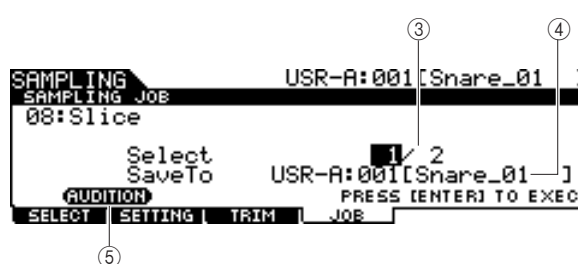 ③ ④
SAMPLING USR-A:001[Snare_01 ]
SAMPLING JOB
08:Slice
Select 1/ 2
SaveTo USR-A:001[Snare_01 ]
AUDITION PRESS [ENTER] TO EXEC
SELECT SETTING TRIM JOB
⑤